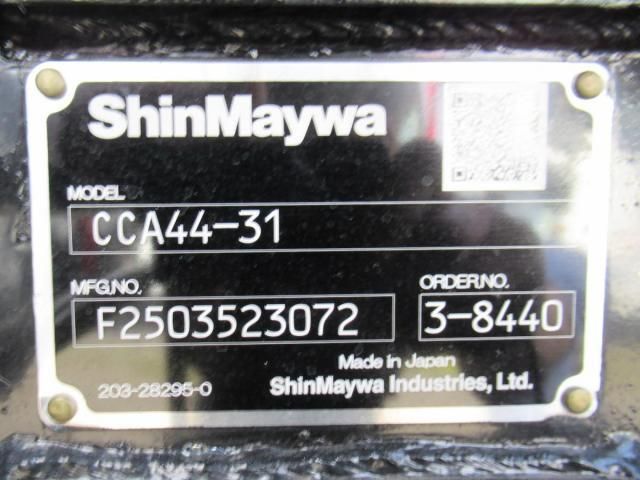 ShinMaywa
MODEL
CCA44-31
MFG.NO.
ORDER.NO.
F2503523072
3-8440
Made in Japan
203-28295-0
ShinMaywa Industries, Ltd.